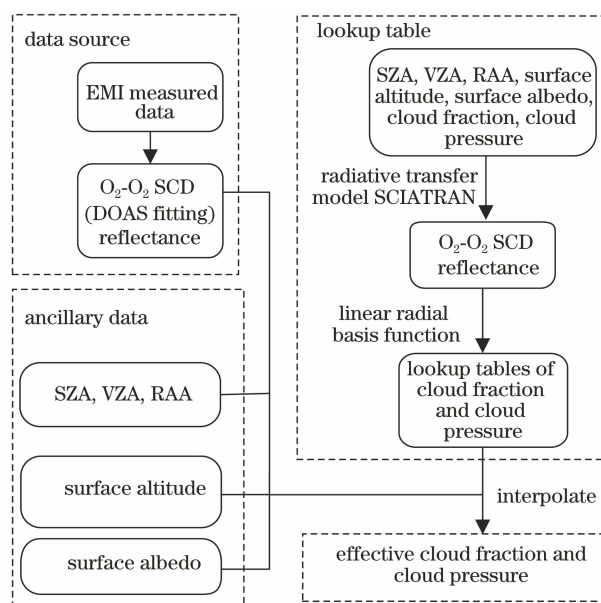 data source
EMI measured
data
O₂-O₂ SCD
(DOAS fitting)
reflectance
ancillary data
SZA, VZA, RAA
surface altitude
surface albedo
lookup table
SZA, VZA, RAA, surface
altitude, surface albedo,
cloud fraction, cloud
pressure
radiative transfer
model SCIATRAN
O₂-O₂ SCD
reflectance
linear radial
basis function
lookup tables of
cloud fraction
and cloud
pressure
interpolate
effective cloud fraction and
cloud pressure